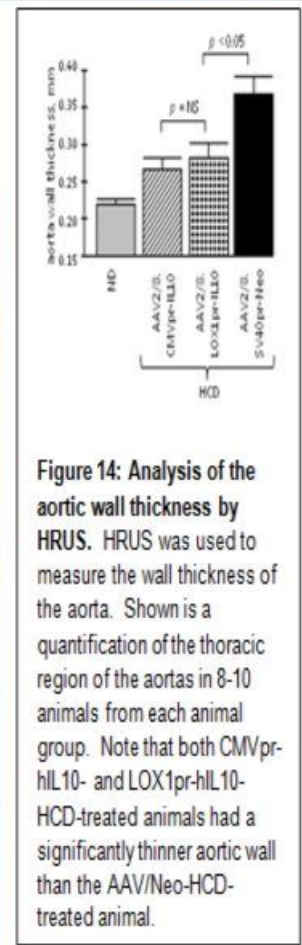 p <0.05
p = NS
aorta wall thickness, mm
0.40
0.35
0.30
0.25
0.20
0.15
ND
AAV2/8.
CMVpr-IL10
AAV2/8.
LOX1pr-IL10
AAV2/8.
SV40pr-Neo
HCD
Figure 14: Analysis of the
aortic wall thickness by
HRUS. HRUS was used to
measure the wall thickness of
the aorta. Shown is a
quantification of the thoracic
region of the aortas in 8-10
animals from each animal
group. Note that both CMVpr-
hIL10- and LOX1pr-hIL10-
HCD-treated animals had a
significantly thinner aortic wall
than the AAV/Neo-HCD-
treated animal.